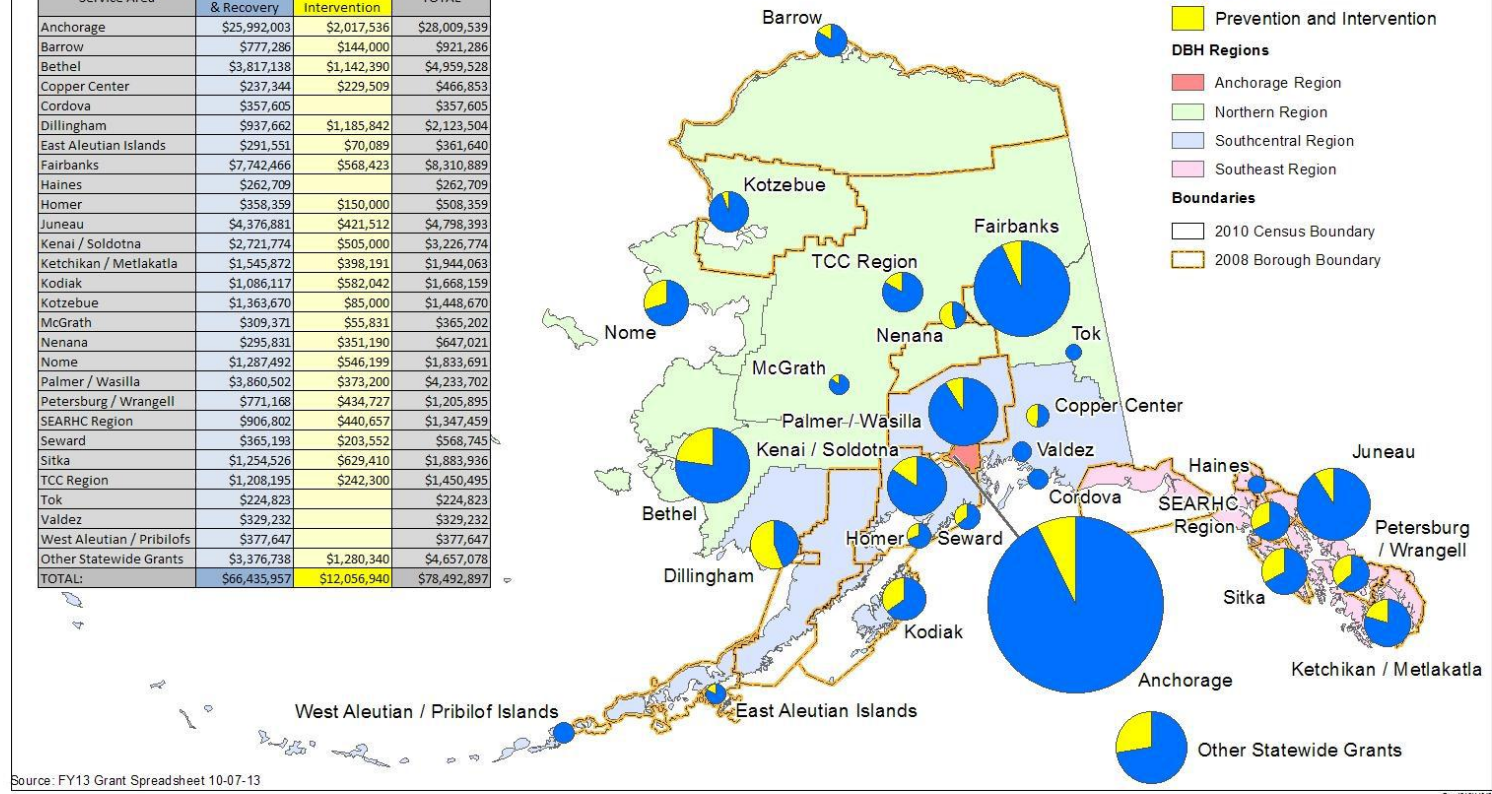 Service Area & Recovery Intervention TOTAL
Anchorage $25,992,003 $2,017,536 $28,009,539
Barrow $777,286 $144,000 $921,286
Bethel $3,817,138 $1,142,390 $4,959,528
Copper Center $237,344 $229,509 $466,853
Cordova $357,605 $357,605
Dillingham $937,662 $1,185,842 $2,123,504
East Aleutian Islands $291,551 $70,089 $361,640
Fairbanks $7,742,466 $568,423 $8,310,889
Haines $262,709 $262,709
Homer $358,359 $150,000 $508,359
Juneau $4,376,881 $421,512 $4,798,393
Kenai / Soldotna $2,721,774 $505,000 $3,226,774
Ketchikan / Metlakatla $1,545,872 $398,191 $1,944,063
Kodiak $1,086,117 $582,042 $1,668,159
Kotzebue $1,363,670 $85,000 $1,448,670
McGrath $309,371 $55,831 $365,202
Nenana $295,831 $351,190 $647,021
Nome $1,287,492 $546,199 $1,833,691
Palmer / Wasilla $3,860,502 $373,200 $4,233,702
Petersburg / Wrangell $771,168 $434,727 $1,205,895
SEARHC Region $906,802 $440,657 $1,347,459
Seward $365,193 $203,552 $568,745
Sitka $1,254,526 $629,410 $1,883,936
TCC Region $1,208,195 $242,300 $1,450,495
Tok $224,823 $224,823
Valdez $329,232 $329,232
West Aleutian / Pribilofs $377,647 $377,647
Other Statewide Grants $3,376,738 $1,280,340 $4,657,078
TOTAL: $66,435,957 $12,056,940 $78,492,897
Prevention and Intervention
DBH Regions
Anchorage Region
Northern Region
Southcentral Region
Southeast Region
Boundaries
2010 Census Boundary
2008 Borough Boundary
Barrow
Kotzebue
Fairbanks
TCC Region
Nome
Nenana
Tok
McGrath
Copper Center
Palmer / Wasilla
Kenai / Soldotna
Valdez
Juneau
Haines
Cordova
SEARHC
Region
Bethel
Petersburg
/ Wrangell
Homer
Seward
Dillingham
Sitka
Kodiak
Ketchikan / Metlakatla
Anchorage
West Aleutian / Pribilof Islands
East Aleutian Islands
Other Statewide Grants
Source: FY13 Grant Spreadsheet 10-07-13